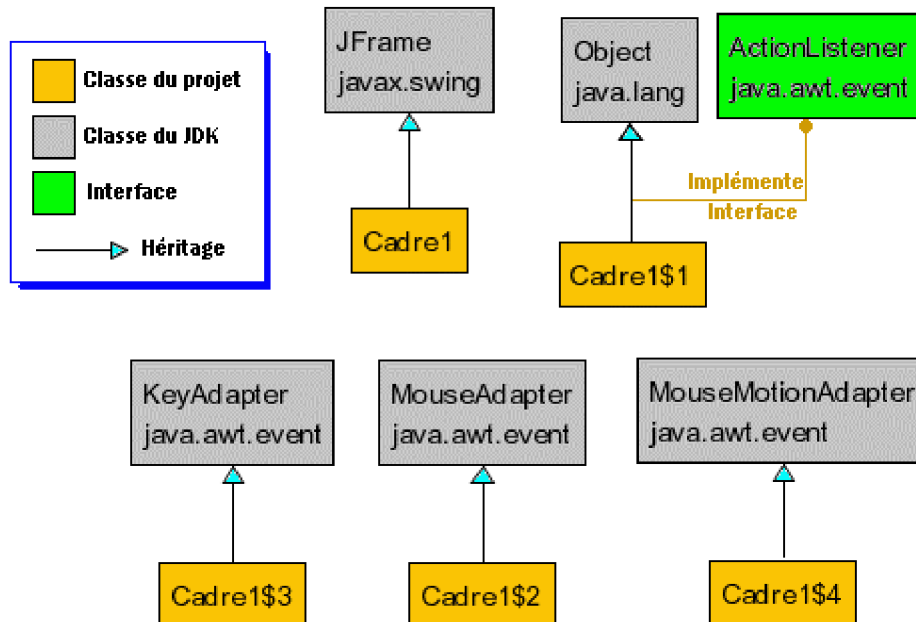 Classe du projet
Classe du JDK
Interface
Héritage
JFrame
javax.swing
Cadre1
Object
java.lang
ActionListener
java.awt.event
Implémente
Interface
Cadre1$1
KeyAdapter
java.awt.event
Cadre1$3
MouseAdapter
java.awt.event
Cadre1$2
MouseMotionAdapter
java.awt.event
Cadre1$4